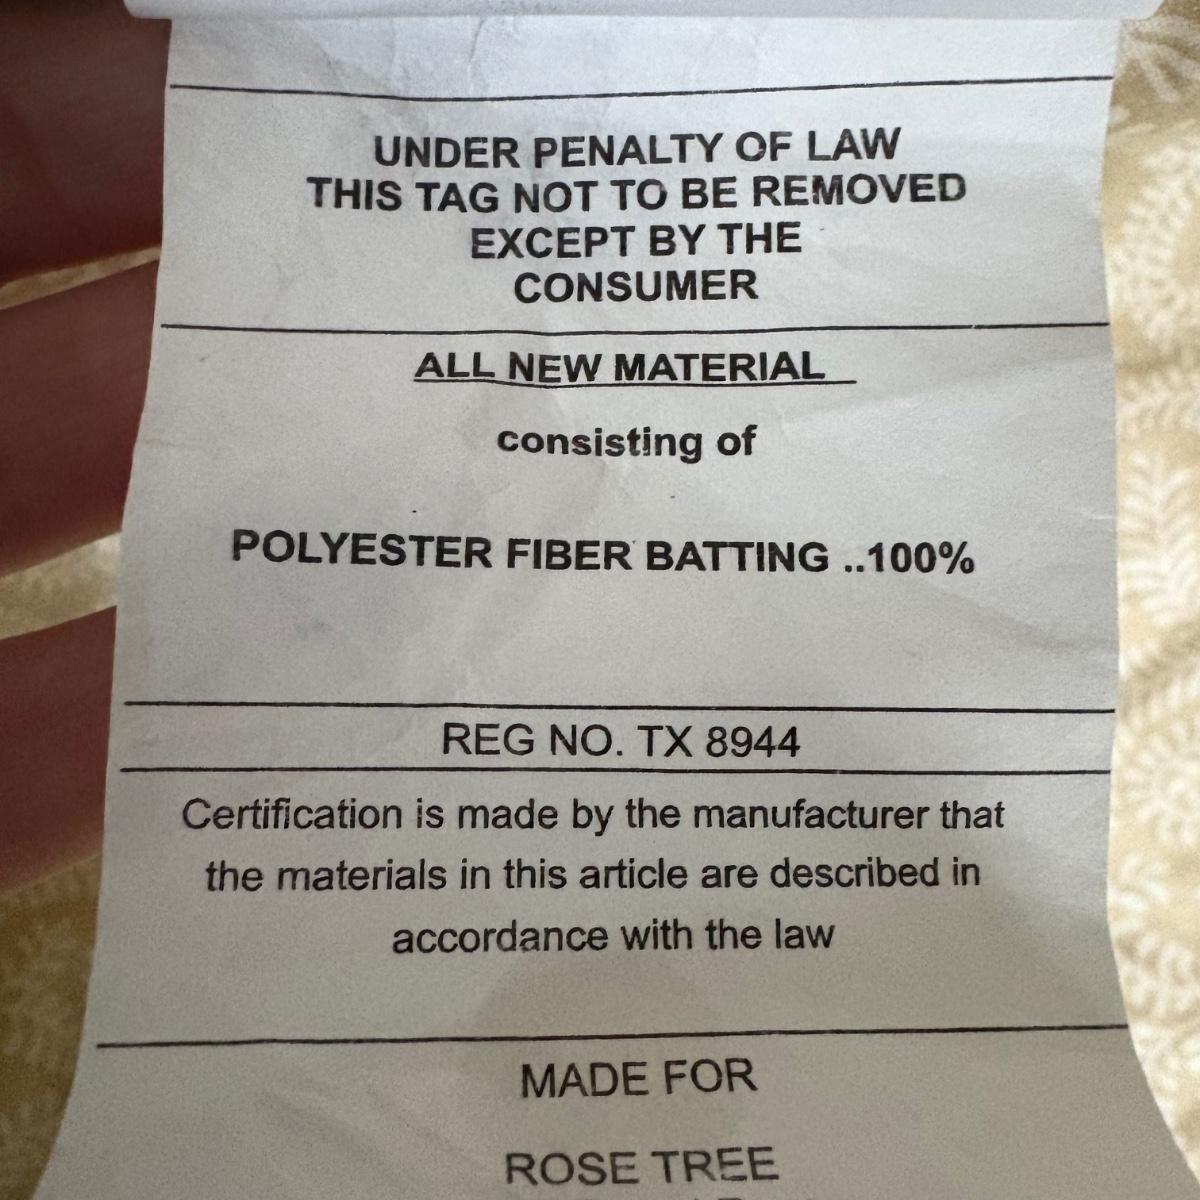 UNDER PENALTY OF LAW
THIS TAG NOT TO BE REMOVED
EXCEPT BY THE
CONSUMER
ALL NEW MATERIAL
consisting of
POLYESTER FIBER BATTING ..100%
REG NO. TX 8944
Certification is made by the manufacturer that
the materials in this article are described in
accordance with the law
MADE FOR
ROSE TREE